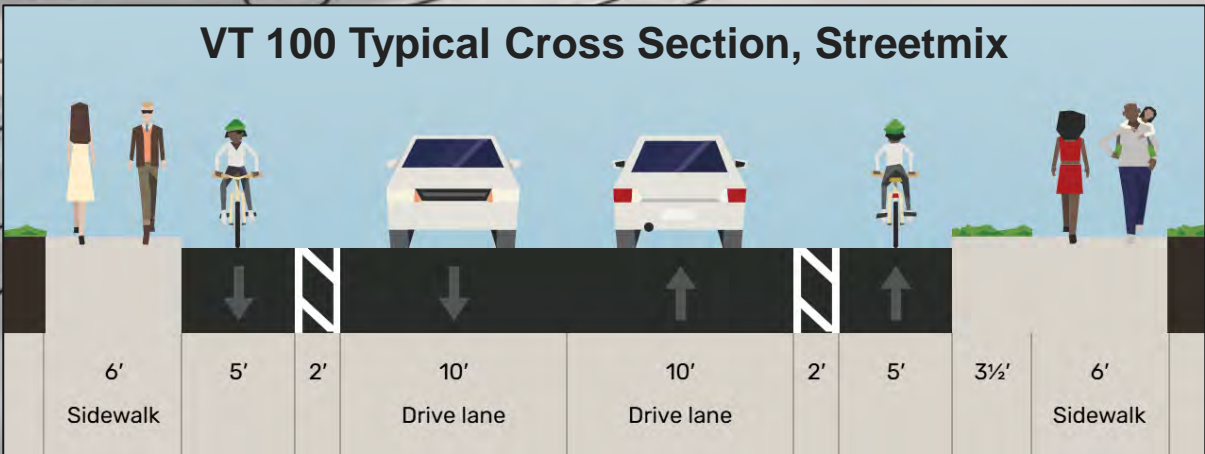 VT 100 Typical Cross Section, Streetmix
6′ 5′ 2′ 10′ 10′ 2′ 5′ 3½′ 6′
Sidewalk Drive lane Drive lane Sidewalk